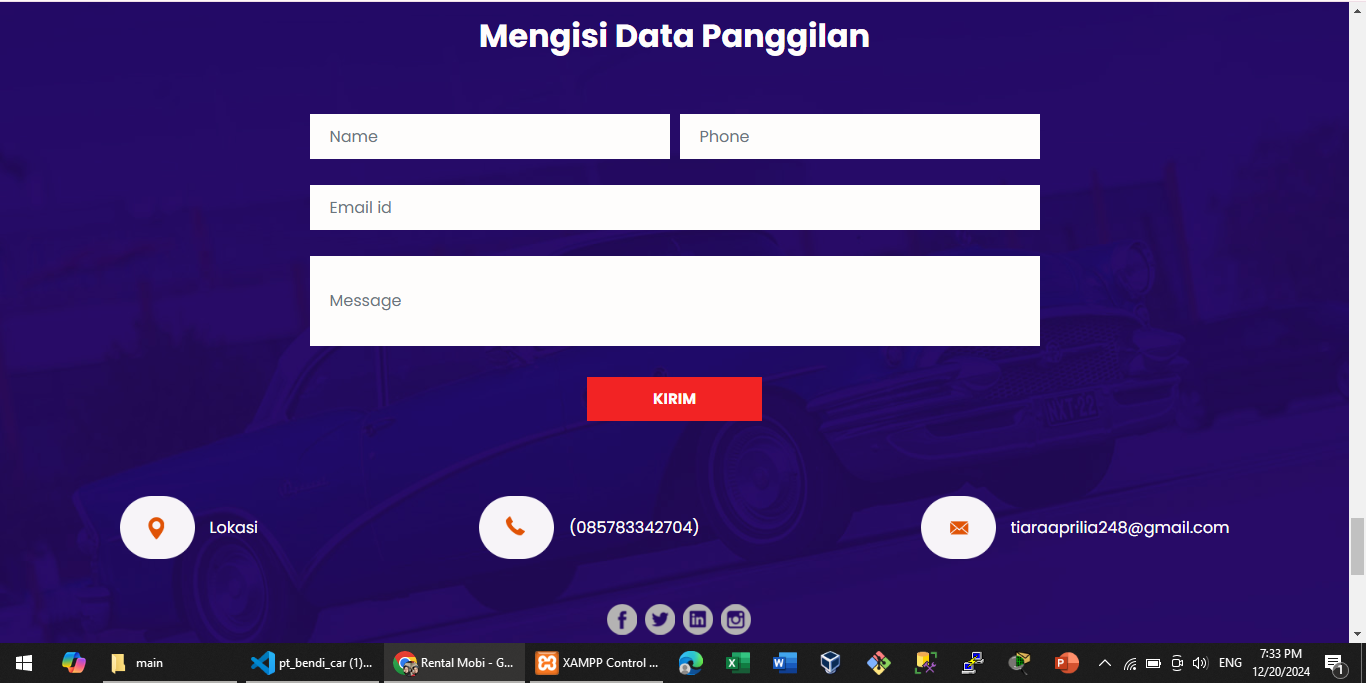 Mengisi Data Panggilan
Name
Phone
Email id
Message
KIRIM
Lokasi
(085783342704)
tiaraaprilia248@gmail.com
main
pt_bendi_car (1)...
Rental Mobi - G...
XAMPP Control ...
ENG
7:33 PM
12/20/2024
1